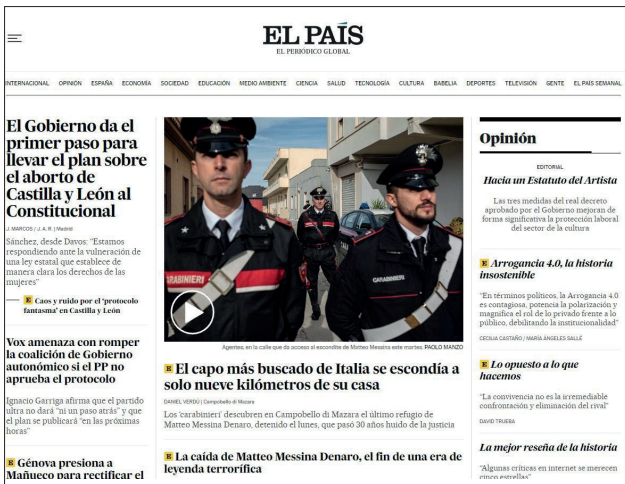 EL PAÍS
EL PERIÓDICO GLOBAL
INTERNACIONAL OPINIÓN ESPAÑA ECONOMÍA SOCIEDAD EDUCACIÓN MEDIO AMBIENTE CIENCIA SALUD TECNOLOGÍA CULTURA BABELIA DEPORTES TELEVISIÓN GENTE EL PAÍS SEMANAL
El Gobierno da el
primer paso para
llevar el plan sobre
el aborto de
Castilla y León al
Constitucional
J. MARCOS / J. A. R. | Madrid
Sánchez, desde Davos: "Estamos
respondiendo ante la vulneración de
una ley estatal que establece de
manera clara los derechos de las
mujeres"
E Caos y ruido por el 'protocolo
fantasma' en Castilla y León
Vox amenaza con romper
la coalición de Gobierno
autonómico si el PP no
aprueba el protocolo
Ignacio Garriga afirma que el partido
ultra no dará "ni un paso atrás" y que
el plan se publicará "en las próximas
horas"
E Génova presiona a
Mañueco para rectificar el
CARABINIERI
CARABINIERI
Agentes, en la calle que da acceso al escondite de Matteo Messina este martes. PAOLO MANZO
E El capo más buscado de Italia se escondía a
solo nueve kilómetros de su casa
DANIEL VERDÚ | Campobello di Mazara
Los 'carabinieri' descubren en Campobello di Mazara el último refugio de
Matteo Messina Denaro, detenido el lunes, que pasó 30 años huido de la justicia
E La caída de Matteo Messina Denaro, el fin de una era de
leyenda terrorífica
Opinión
EDITORIAL
Hacia un Estatuto del Artista
Las tres medidas del real decreto
aprobado por el Gobierno mejoran de
forma significativa la protección laboral
del sector de la cultura
E Arrogancia 4.0, la historia
insostenible
"En términos políticos, la Arrogancia 4.0
es contagiosa, potencia la polarización y
magnifica el rol de lo privado frente a lo
público, debilitando la institucionalidad"
CECILIA CASTAÑO / MARÍA ÁNGELES SALLÉ
E Lo opuesto a lo que
hacemos
"La convivencia no es la irremediable
confrontación y eliminación del rival"
DAVID TRUEBA
La mejor reseña de la historia
"Algunas críticas en internet se merecen
cinco estrellas"